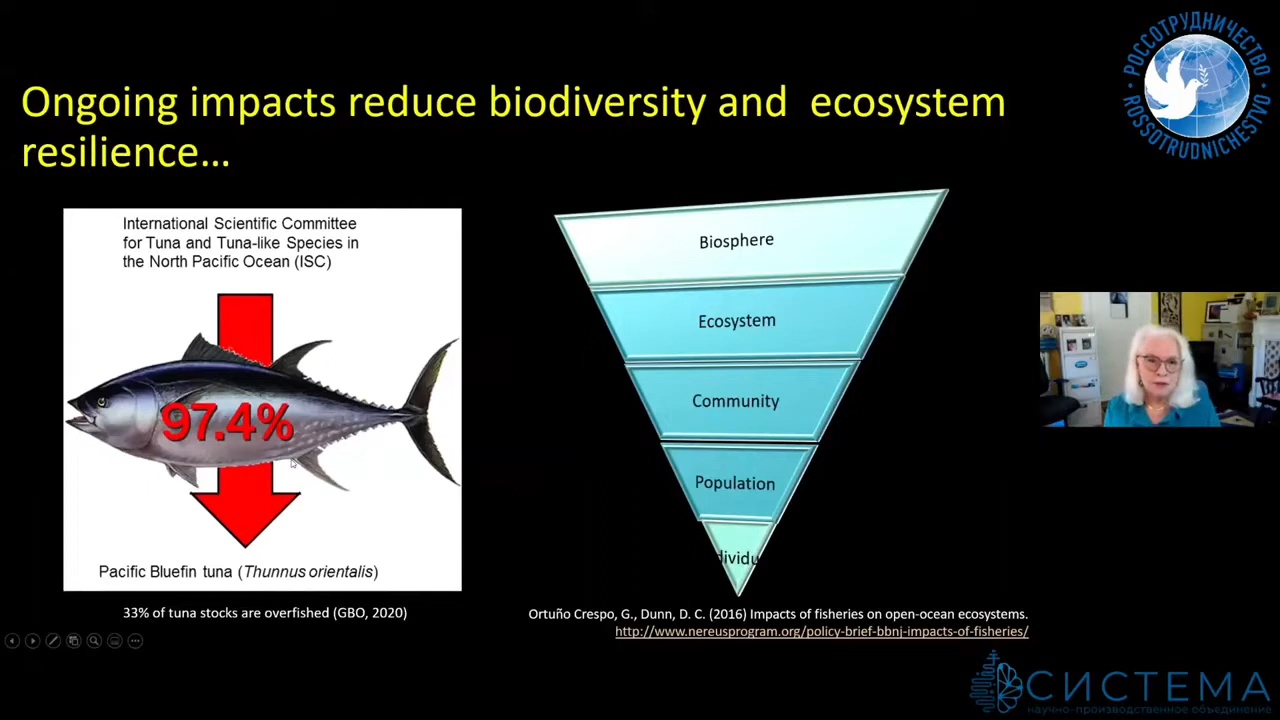 Ongoing impacts reduce biodiversity and ecosystem
resilience...
РОССОТРУДНИЧЕСТВО
ROSSOTRUDNICHESTVO
International Scientific Committee
for Tuna and Tuna-like Species in
the North Pacific Ocean (ISC)
97.4%
Pacific Bluefin tuna (Thunnus orientalis)
33% of tuna stocks are overfished (GBO, 2020)
Biosphere
Ecosystem
Community
Population
dividu
Ortuño Crespo, G., Dunn, D. C. (2016) Impacts of fisheries on open-ocean ecosystems.
http://www.nereusprogram.org/policy-brief-bbnj-impacts-of-fisheries/
СИСТЕМА
научно-производственное объединение